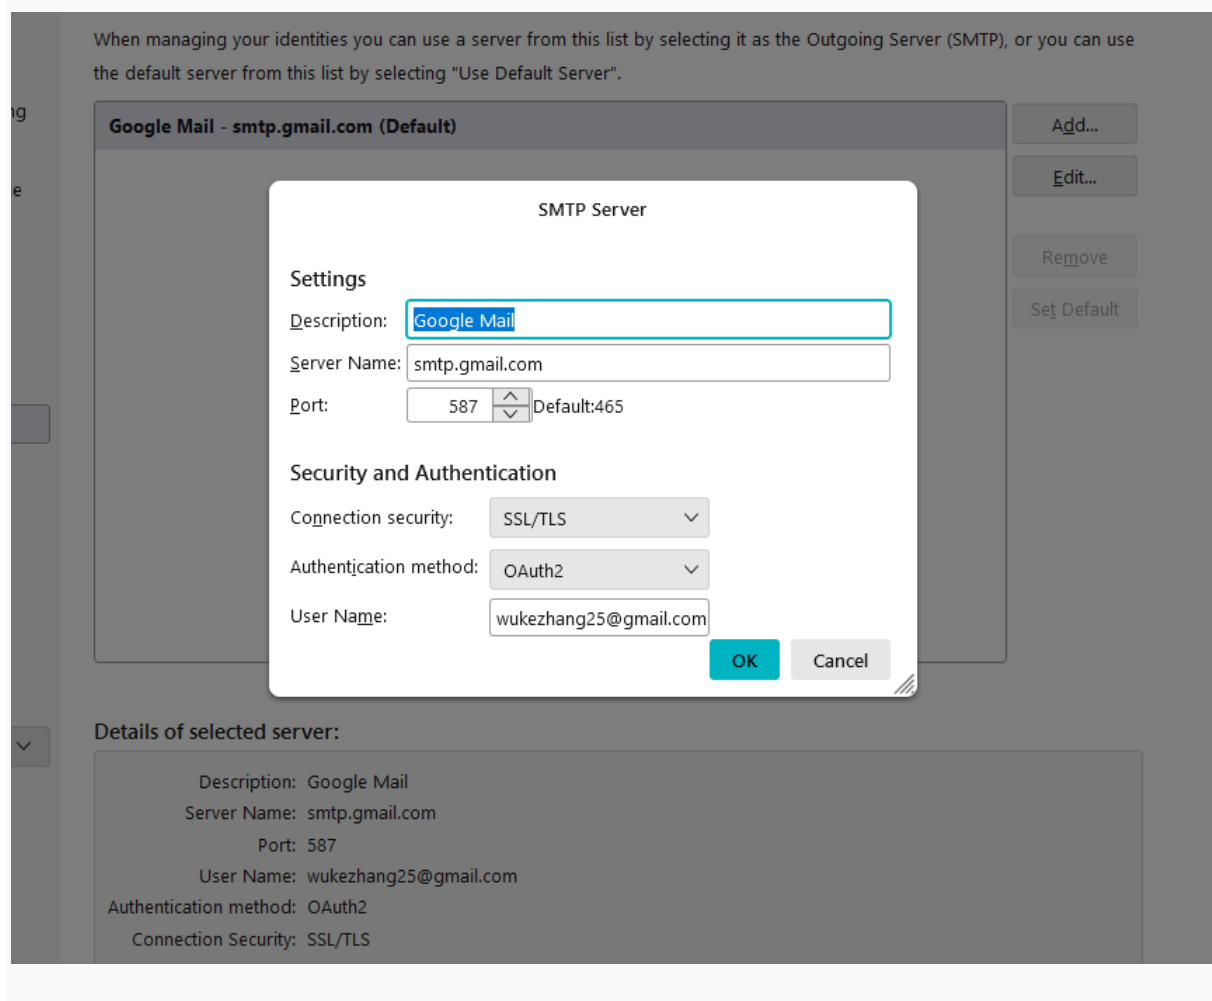 When managing your identities you can use a server from this list by selecting it as the Outgoing Server (SMTP), or you can use
the default server from this list by selecting "Use Default Server".
Google Mail - smtp.gmail.com (Default)
Add...
Edit...
Remove
Set Default
SMTP Server
Settings
Description: Google Mail
Server Name: smtp.gmail.com
Port: 587 Default:465
Security and Authentication
Connection security: SSL/TLS
Authentication method: OAuth2
User Name: wukezhang25@gmail.com
OK Cancel
Details of selected server:
Description: Google Mail
Server Name: smtp.gmail.com
Port: 587
User Name: wukezhang25@gmail.com
Authentication method: OAuth2
Connection Security: SSL/TLS